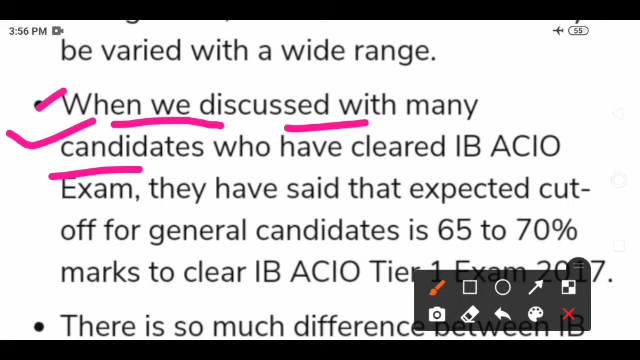 3:56 PM 55
be varied with a wide range.
• When we discussed with many
candidates who have cleared IB ACIO
Exam, they have said that expected cut-
off for general candidates is 65 to 70%
marks to clear IB ACIO Tier 1 Exam 2017.
• There is so much difference between IB